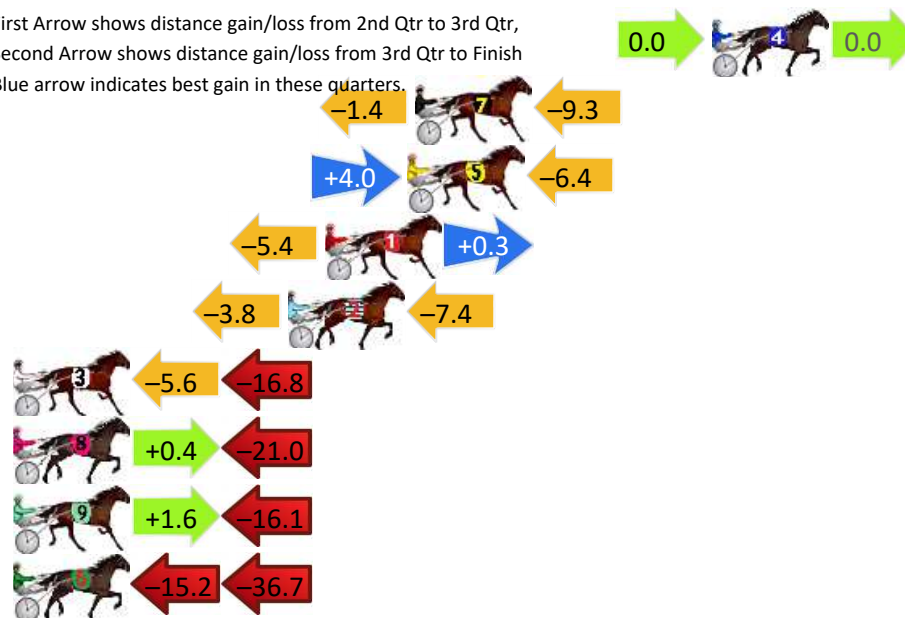 irst Arrow shows distance gain/loss from 2nd Qtr to 3rd Qtr,
econd Arrow shows distance gain/loss from 3rd Qtr to Finish
Blue arrow indicates best gain in these quarters.
0.0 4 0.0
–1.4 7 –9.3
+4.0 5 –6.4
–5.4 1 +0.3
–3.8 2 –7.4
3 –5.6 –16.8
8 +0.4 –21.0
9 +1.6 –16.1
–15.2 –36.7